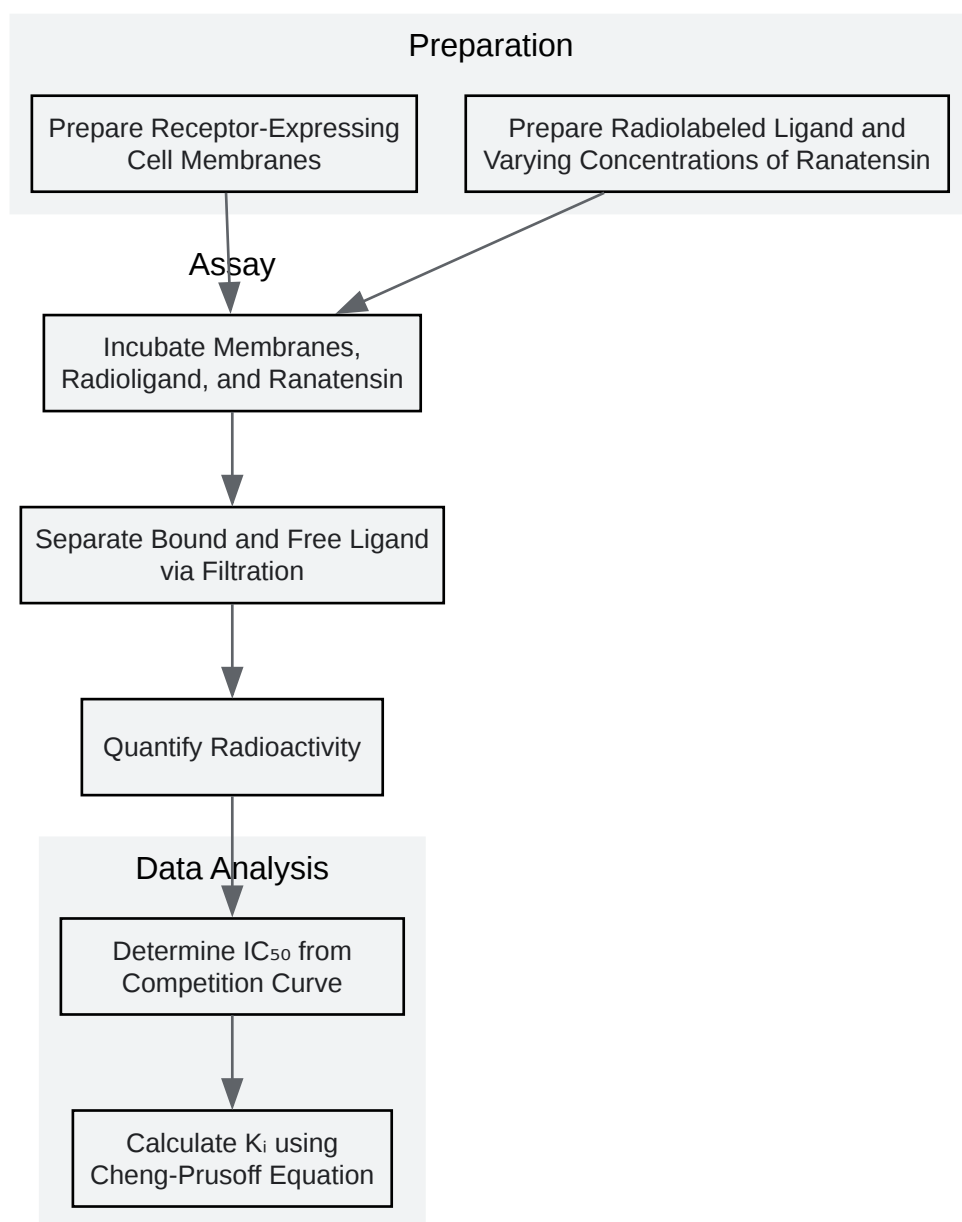 Preparation
Prepare Receptor-Expressing
Cell Membranes
Prepare Radiolabeled Ligand and
Varying Concentrations of Ranatensin
Assay
Incubate Membranes,
Radioligand, and Ranatensin
Separate Bound and Free Ligand
via Filtration
Quantify Radioactivity
Data Analysis
Determine IC₅₀ from
Competition Curve
Calculate Kᵢ using
Cheng-Prusoff Equation